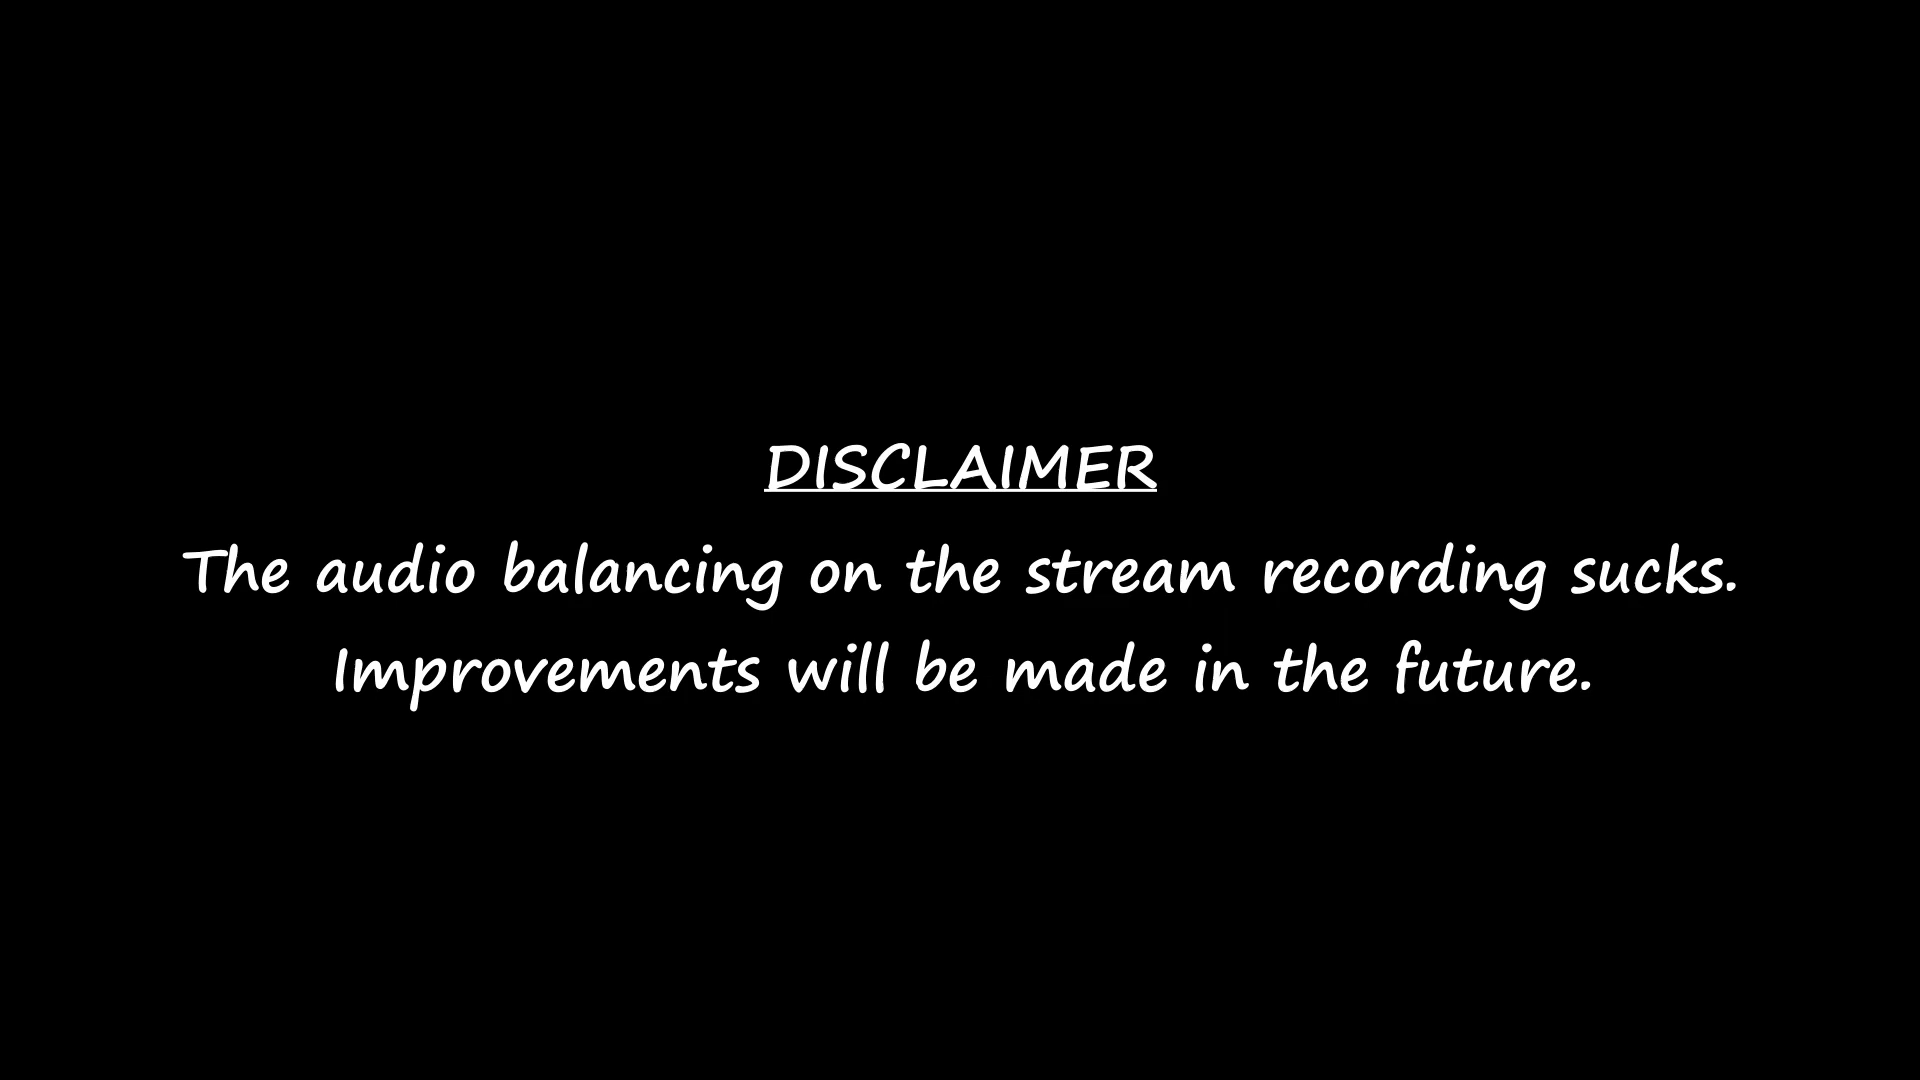 DISCLAIMER
The audio balancing on the stream recording sucks.
Improvements will be made in the future.